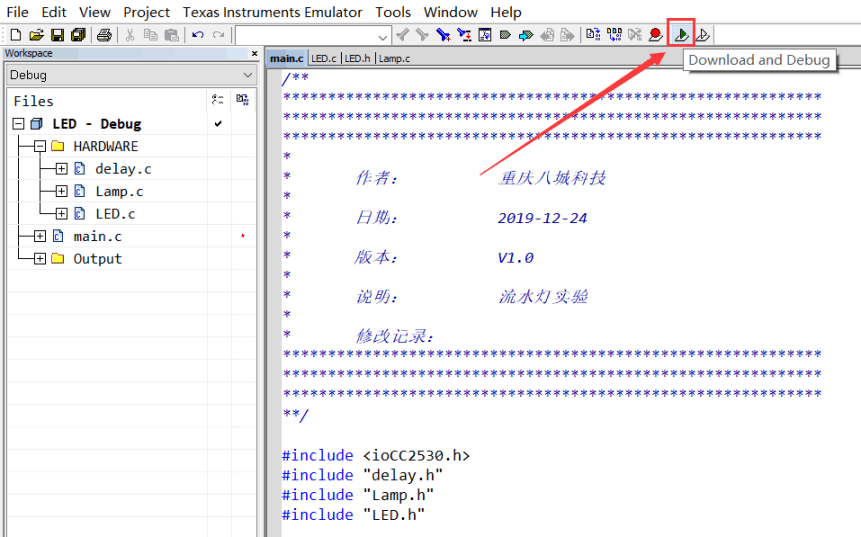 File Edit View Project Texas Instruments Emulator Tools Window Help
Workspace
main.c LED.c LED.h Lamp.c
Download and Debug
Debug
Files
LED - Debug
HARDWARE
delay.c
Lamp.c
LED.c
main.c
Output
/**
************************************************************
************************************************************
************************************************************
*
* 作者: 重庆八城科技
*
* 日期: 2019-12-24
*
* 版本: V1.0
*
* 说明: 流水灯实验
*
* 修改记录:
************************************************************
************************************************************
************************************************************
**/
#include <ioCC2530.h>
#include "delay.h"
#include "Lamp.h"
#include "LED.h"